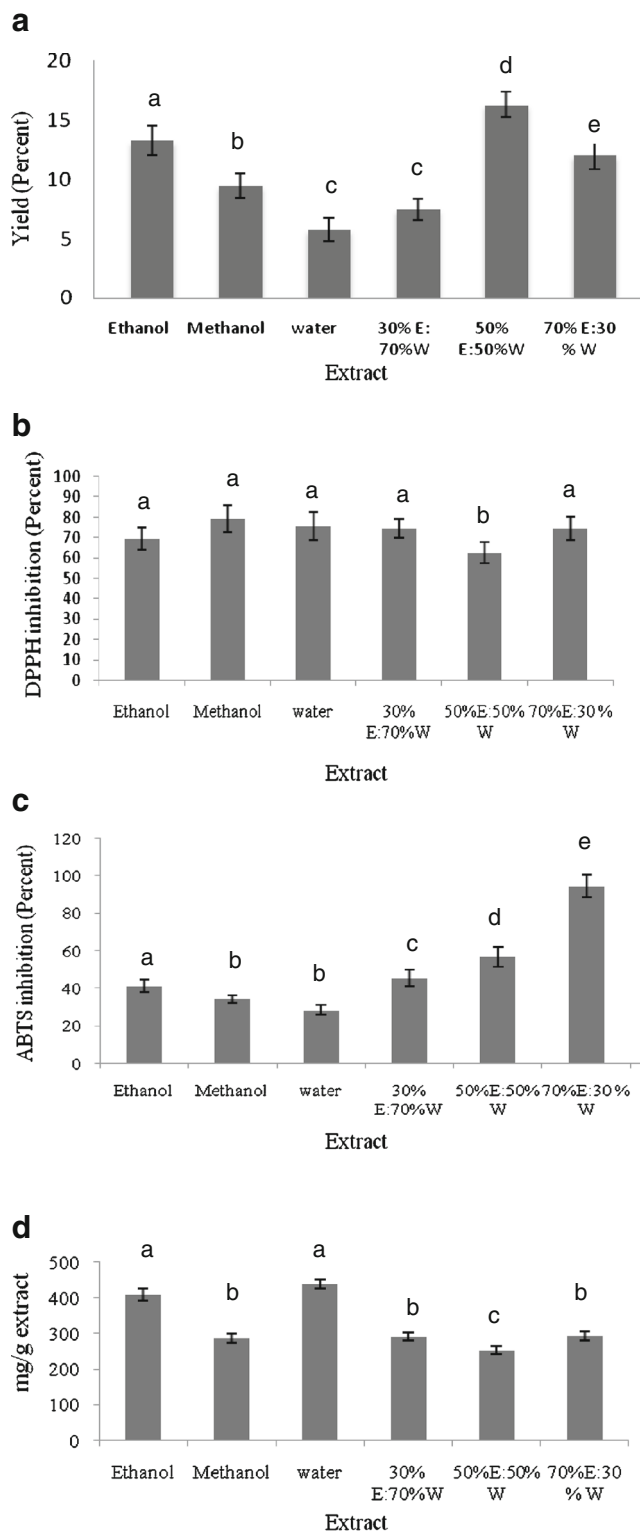 a
20
15
10
5
0
Yield (Percent)
a
b
c
c
d
e
Ethanol Methanol water 30% E: 50% 70% E:30
70%W E:50%W % W
Extract
b
100
90
80
70
60
50
40
30
20
10
0
DPPH inhibition (Percent)
a
a
a
a
b
a
Ethanol Methanol water 30% 50%E:50% 70%E:30%
E:70%W W W
Extract
c
120
100
80
60
40
20
0
ABTS inhibition (Percent)
a
b
b
c
d
e
Ethanol Methanol water 30% 50%E:50% 70%E:30%
E:70%W W W
Extract
d
500
400
300
200
100
0
mg/g extract
a
b
a
b
c
b
Ethanol Methanol water 30% 50%E:50% 70%E:30
E:70%W W % W
Extract